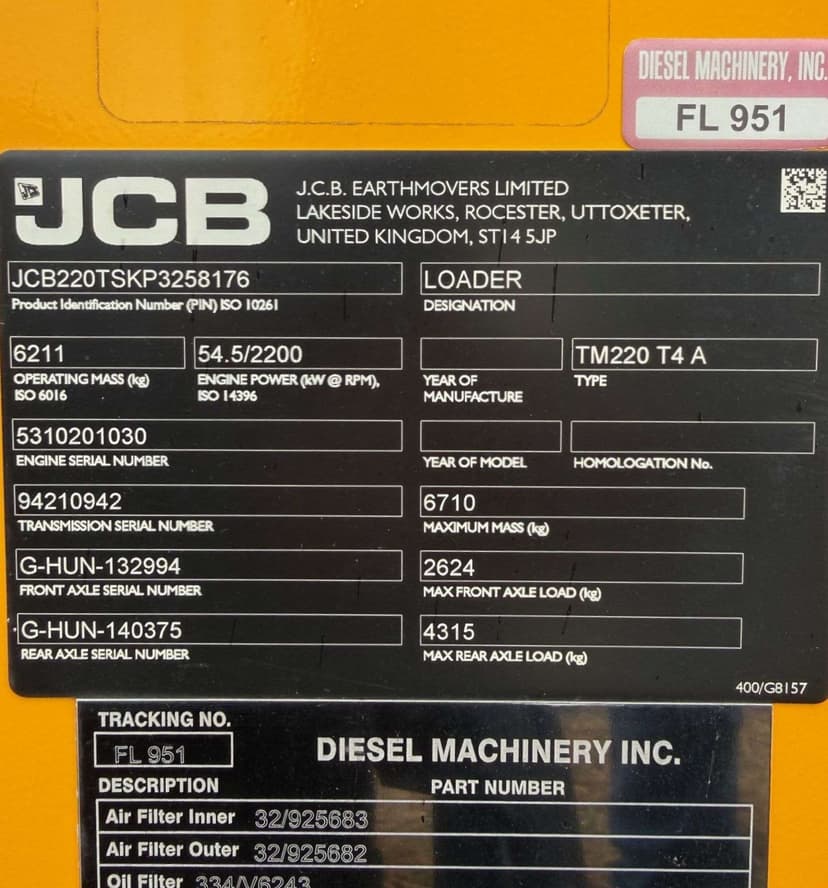 DIESEL MACHINERY, INC.
FL 951
JCB
J.C.B. EARTHMOVERS LIMITED
LAKESIDE WORKS, ROCESTER, UTTOXETER,
UNITED KINGDOM, ST14 5JP
JCB220TSKP3258176
Product Identification Number (PIN) ISO 10261
LOADER
DESIGNATION
6211
OPERATING MASS (kg)
ISO 6016
54.5/2200
ENGINE POWER (kW @ RPM),
ISO 14396
YEAR OF
MANUFACTURE
TM220 T4 A
TYPE
5310201030
ENGINE SERIAL NUMBER
YEAR OF MODEL
HOMOLOGATION No.
94210942
TRANSMISSION SERIAL NUMBER
6710
MAXIMUM MASS (kg)
G-HUN-132994
FRONT AXLE SERIAL NUMBER
2624
MAX FRONT AXLE LOAD (kg)
G-HUN-140375
REAR AXLE SERIAL NUMBER
4315
MAX REAR AXLE LOAD (kg)
400/G8157
TRACKING NO.
FL 951
DIESEL MACHINERY INC.
DESCRIPTION PART NUMBER
Air Filter Inner 32/925683
Air Filter Outer 32/925682
Oil Filter 334/V6243